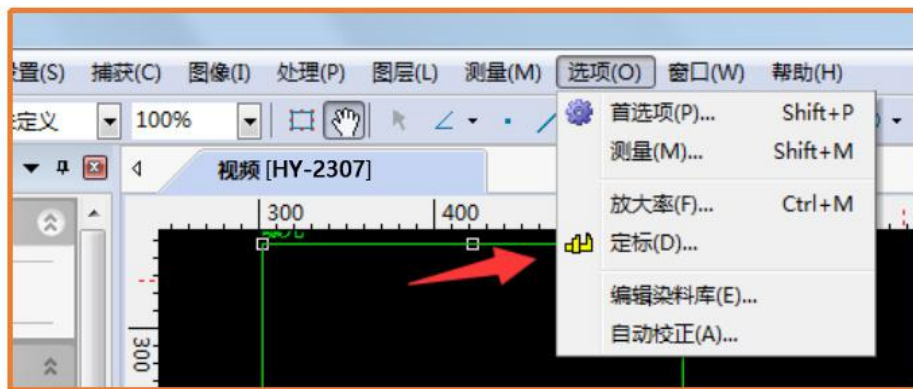 置(S) 捕获(C) 图像(I) 处理(P) 图层(L) 测量(M) 选项(O) 窗口(W) 帮助(H)
定义 100%
首选项(P)... Shift+P
测量(M)... Shift+M
视频 [HY-2307]
放大率(F)... Ctrl+M
300 400
定标(D)...
编辑染料库(E)...
自动校正(A)...
300